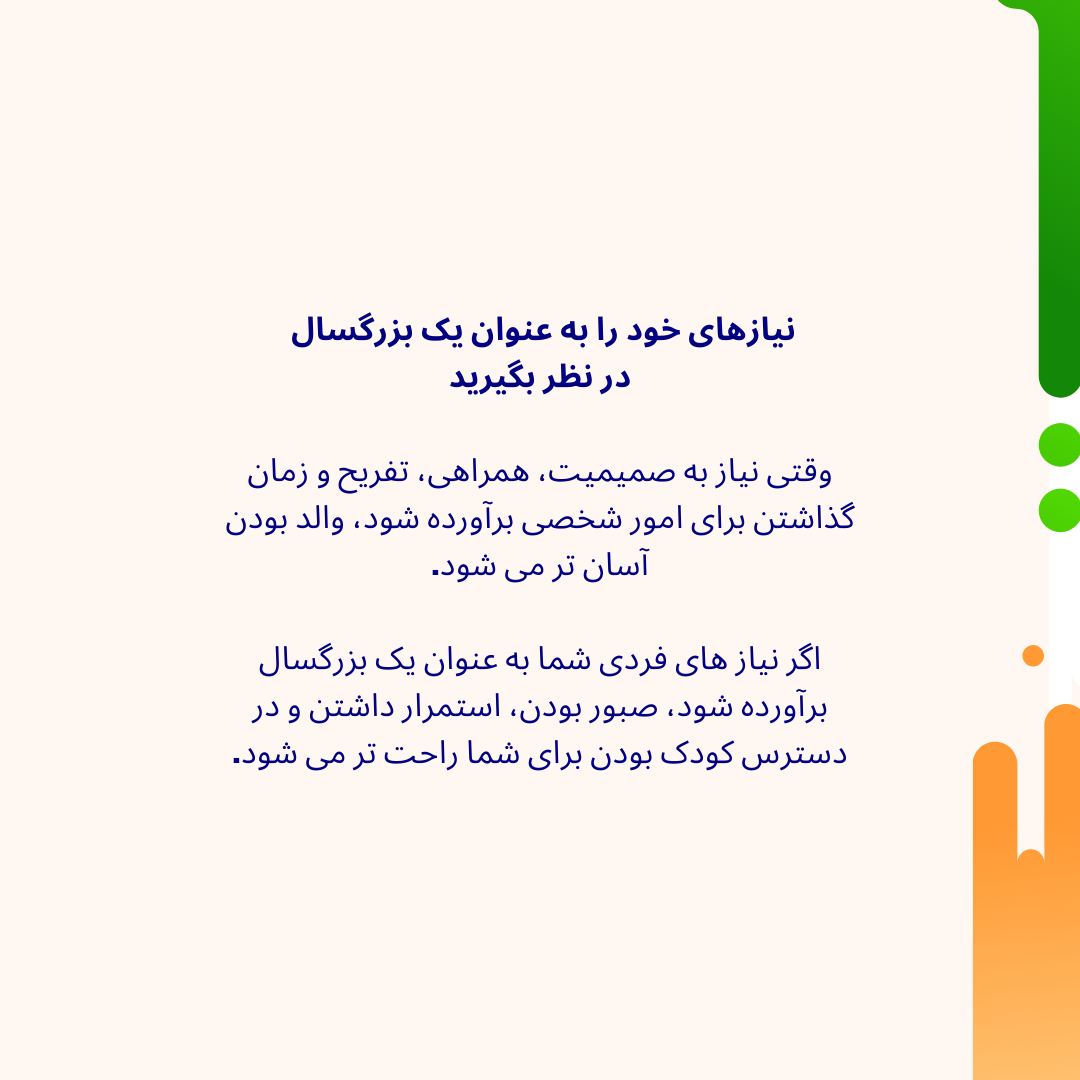 نیازهای خود را به عنوان یک بزرگسال
در نظر بگیرید
وقتی نیاز به صمیمیت، همراهی، تفریح و زمان
گذاشتن برای امور شخصی برآورده شود، والد بودن
آسان تر می شود.
اگر نیاز های فردی شما به عنوان یک بزرگسال
برآورده شود، صبور بودن، استمرار داشتن و در
دسترس کودک بودن برای شما راحت تر می شود.